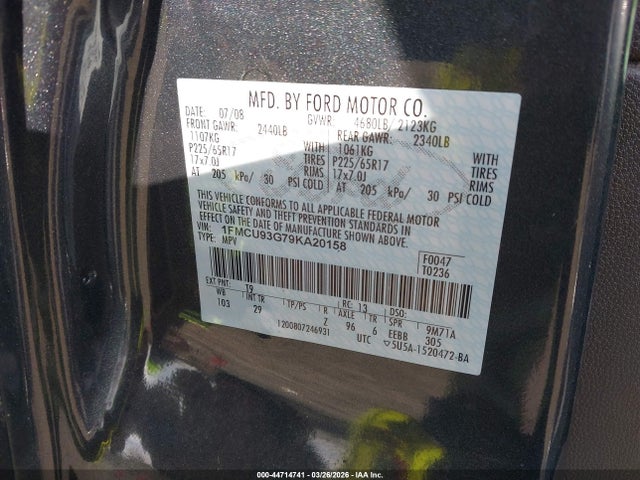 MFD. BY FORD MOTOR CO.
DATE: 07/08 GVWR: 4680LB/ 2123KG
FRONT GAWR: 2440LB REAR GAWR: 2340LB
1107KG WITH 1061KG WITH
P225/65R17 TIRES P225/65R17 TIRES
17x7.0J RIMS 17x7.0J RIMS
AT 205 kPa/ 30 PSI COLD AT 205 kPa/ 30 PSI COLD
THIS VEHICLE CONFORMS TO ALL APPLICABLE FEDERAL MOTOR
VEHICLE SAFETY AND THEFT PREVENTION STANDARDS IN
EFFECT ON THE DATE OF MANUFACTURE SHOWN ABOVE.
VIN: 1FMCU93G79KA20158
TYPE: MPV
F0047
T0236
EXT PNT: T9 RC: 13 DSO:
WB INT TR TP/PS R AXLE TR SPR 9M71A
103 29 Z 96 6 EEBB 305
1200807246931 UTC ▽5U5A-1520472-BA
00-44714741 | 03/26/2026 - IAA Inc.